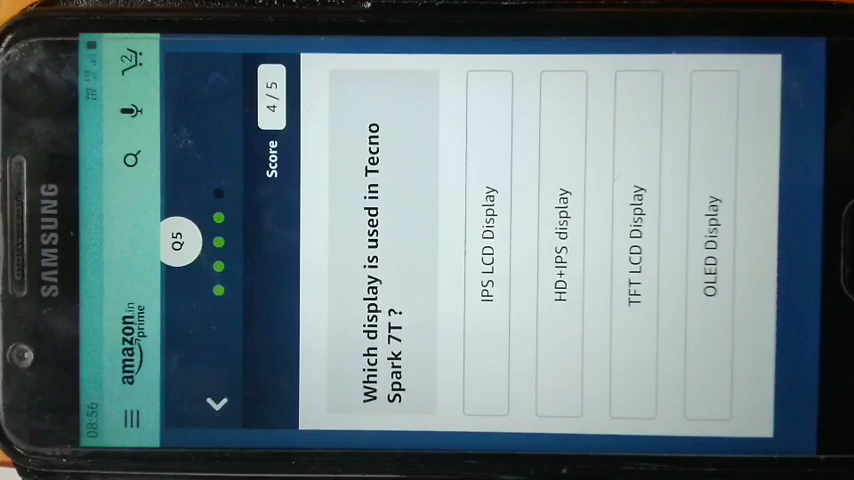 SAMSUNG
08:56
amazon.in
prime
2
Q5
Score 4 / 5
Which display is used in Tecno
Spark 7T ?
IPS LCD Display
HD+IPS display
TFT LCD Display
OLED Display